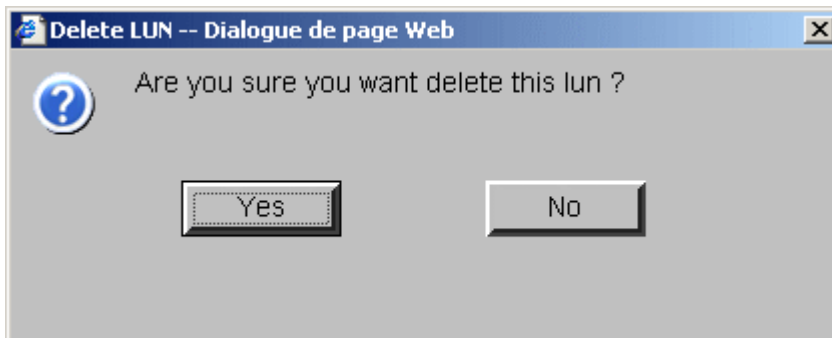 Delete LUN -- Dialogue de page Web
Are you sure you want delete this lun ?
Yes
No